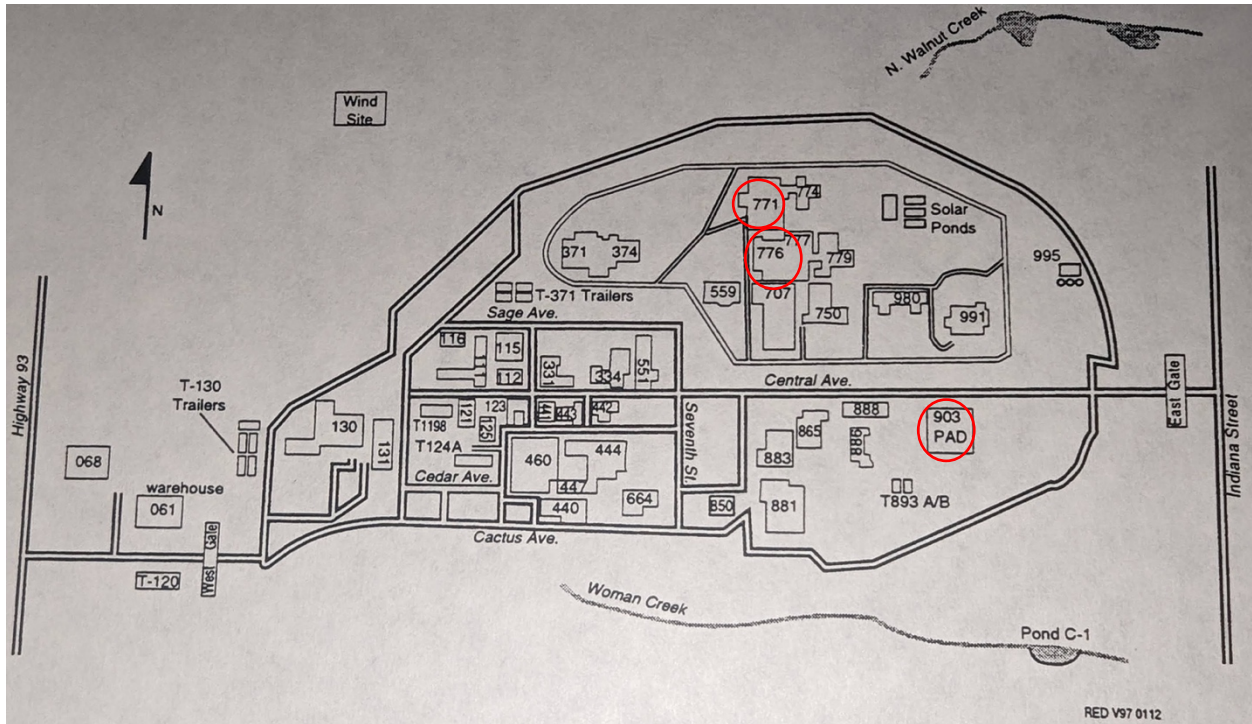 N. Walnut Creek
Wind
Site
N
771
774
Solar
Ponds
371
374
776
777
779
995
T-371 Trailers
559
707
750
980
991
Sage Ave.
116
115
111
112
331
334
551
Central Ave.
East Gate
Highway 93
Indiana Street
T-130
Trailers
130
131
T1198
121
123
125
T124A
441
443
442
Seventh St.
888
865
883
886
903
PAD
068
warehouse
061
Cedar Ave.
460
444
447
440
664
850
881
T893 A/B
Cactus Ave.
West Gate
T-120
Woman Creek
Pond C-1
RED V97 0112